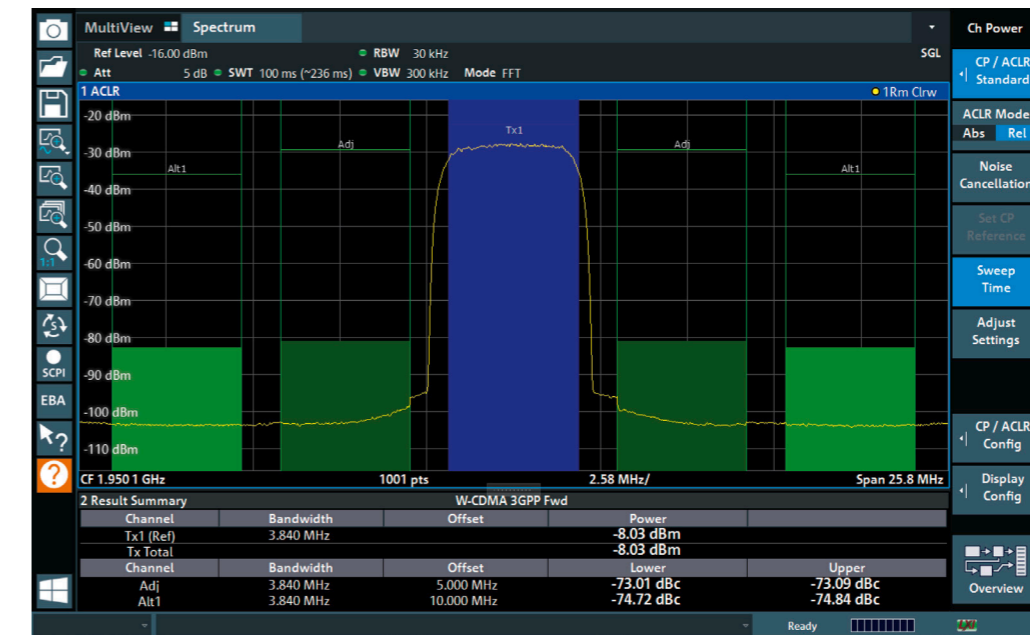 MultiView Spectrum Ch Power
Ref Level -16.00 dBm RBW 30 kHz SGL
Att 5 dB SWT 100 ms (~236 ms) VBW 300 kHz Mode FFT
CP / ACLR
Standard
1 ACLR 1Rm Clrw
ACLR Mode
Abs Rel
Noise
Cancellation
Set CP
Reference
Sweep
Time
Adjust
Settings
CP / ACLR
Config
Display
Config
Overview
1:1
SCPI
EBA
-20 dBm
-30 dBm
-40 dBm
-50 dBm
-60 dBm
-70 dBm
-80 dBm
-90 dBm
-100 dBm
-110 dBm
Alt1 Adj Tx1 Adj Alt1
CF 1.950 1 GHz 1001 pts 2.58 MHz/ Span 25.8 MHz
2 Result Summary W-CDMA 3GPP Fwd
Channel Bandwidth Offset Power
Tx1 (Ref) 3.840 MHz -8.03 dBm
Tx Total -8.03 dBm
Channel Bandwidth Offset Lower Upper
Adj 3.840 MHz 5.000 MHz -73.01 dBc -73.09 dBc
Alt1 3.840 MHz 10.000 MHz -74.72 dBc -74.84 dBc
Ready